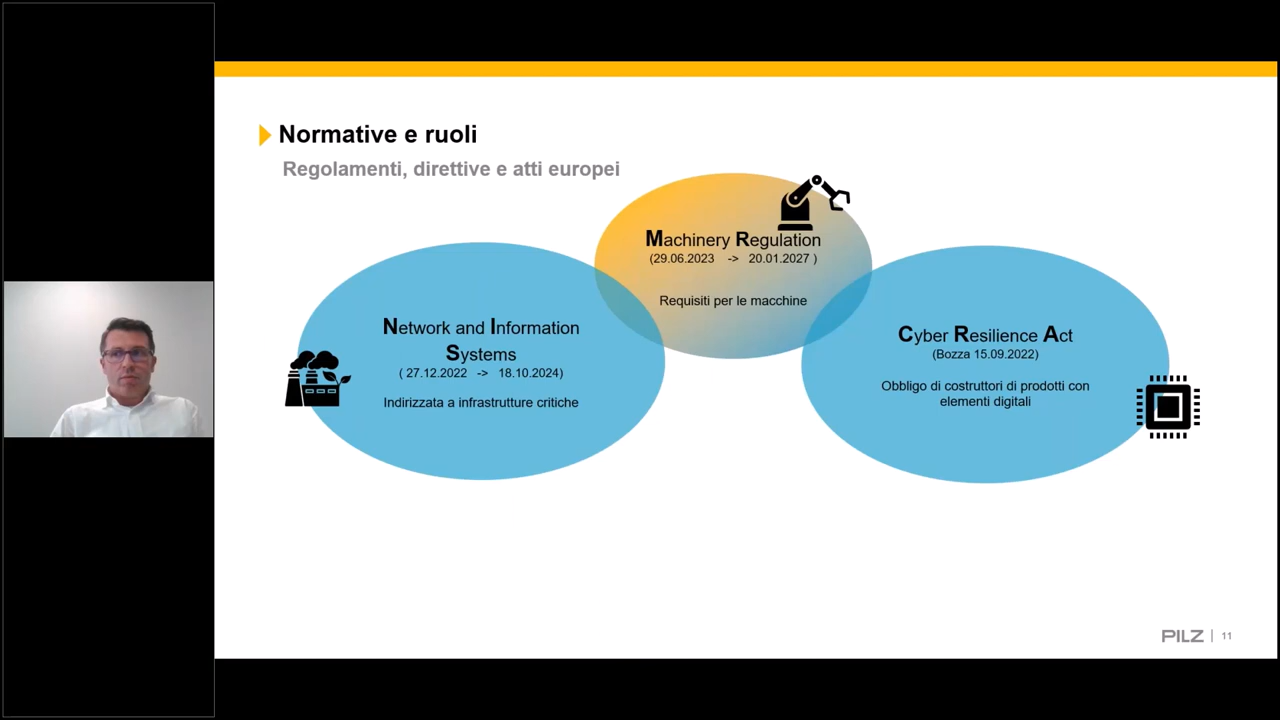 Normative e ruoli
Regolamenti, direttive e atti europei
Machinery Regulation
(29.06.2023 -> 20.01.2027 )
Requisiti per le macchine
Network and Information
Systems
( 27.12.2022 -> 18.10.2024)
Indirizzata a infrastrutture critiche
Cyber Resilience Act
(Bozza 15.09.2022)
Obbligo di costruttori di prodotti con
elementi digitali
PILZ | 11